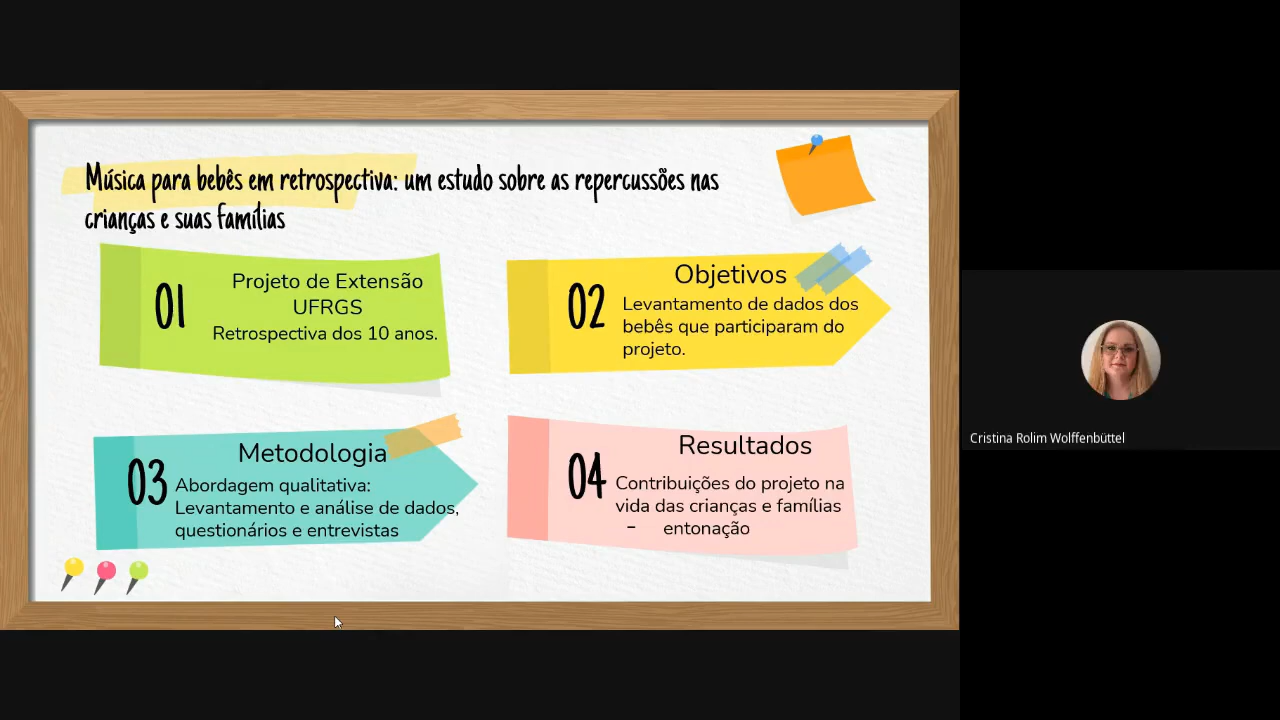 Música para bebês em retrospectiva: um estudo sobre as repercussões nas
crianças e suas famílias
01
Projeto de Extensão
UFRGS
Retrospectiva dos 10 anos.
02
Objetivos
Levantamento de dados dos
bebês que participaram do
projeto.
03
Metodologia
Abordagem qualitativa:
Levantamento e análise de dados,
questionários e entrevistas
04
Resultados
Contribuições do projeto na
vida das crianças e famílias
- entonação
Cristina Rolim Wolffenbüttel